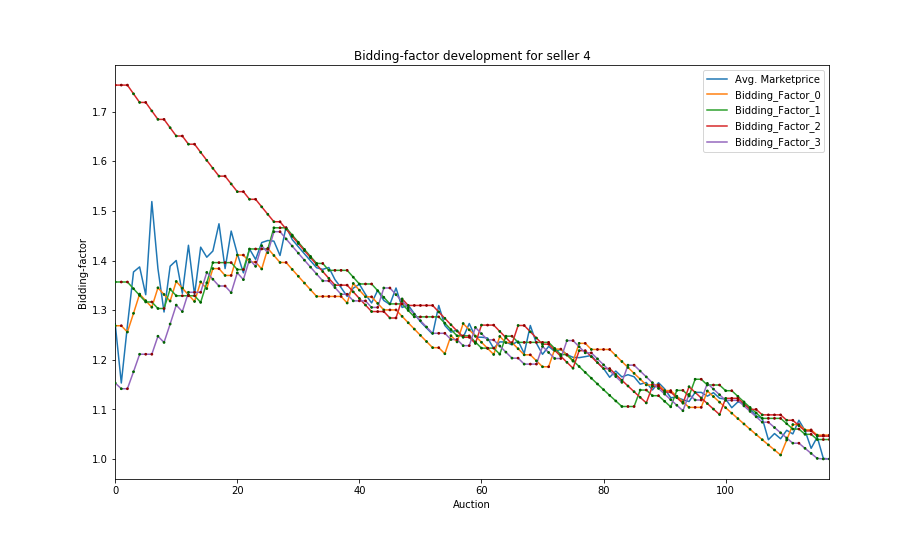 Bidding-factor development for seller 4
Avg. Marketprice
Bidding_Factor_0
Bidding_Factor_1
Bidding_Factor_2
Bidding_Factor_3
Bidding-factor
1.7
1.6
1.5
1.4
1.3
1.2
1.1
1.0
0 20 40 60 80 100
Auction